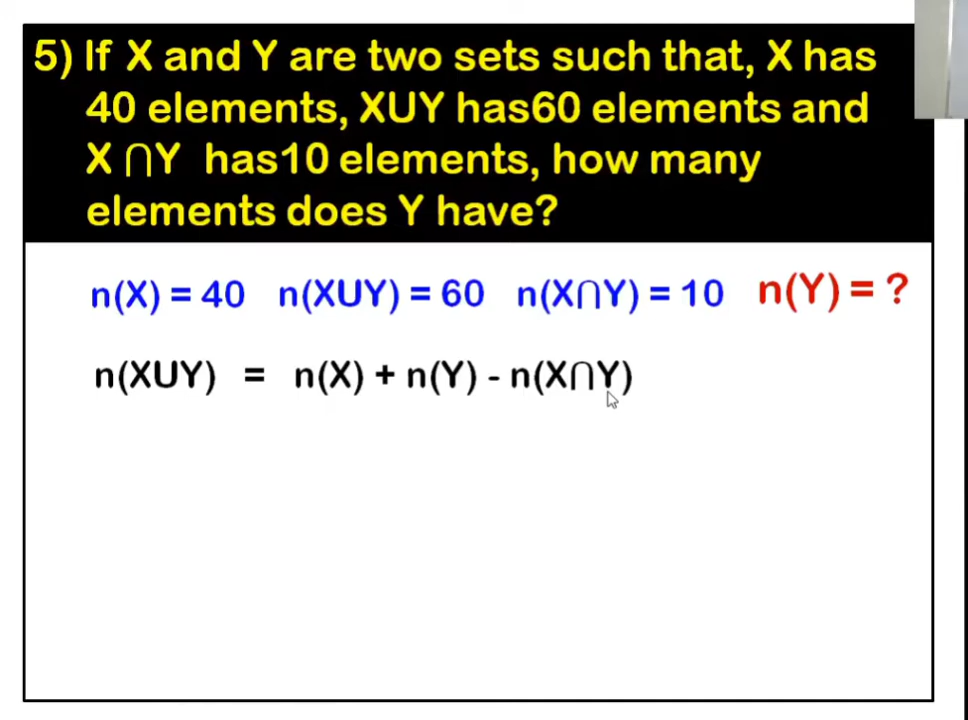 5) If X and Y are two sets such that, X has
40 elements, XUY has60 elements and
X ∩Y has10 elements, how many
elements does Y have?
n(X) = 40 n(XUY) = 60 n(X∩Y) = 10 n(Y) = ?
n(XUY) = n(X) + n(Y) - n(X∩Y)